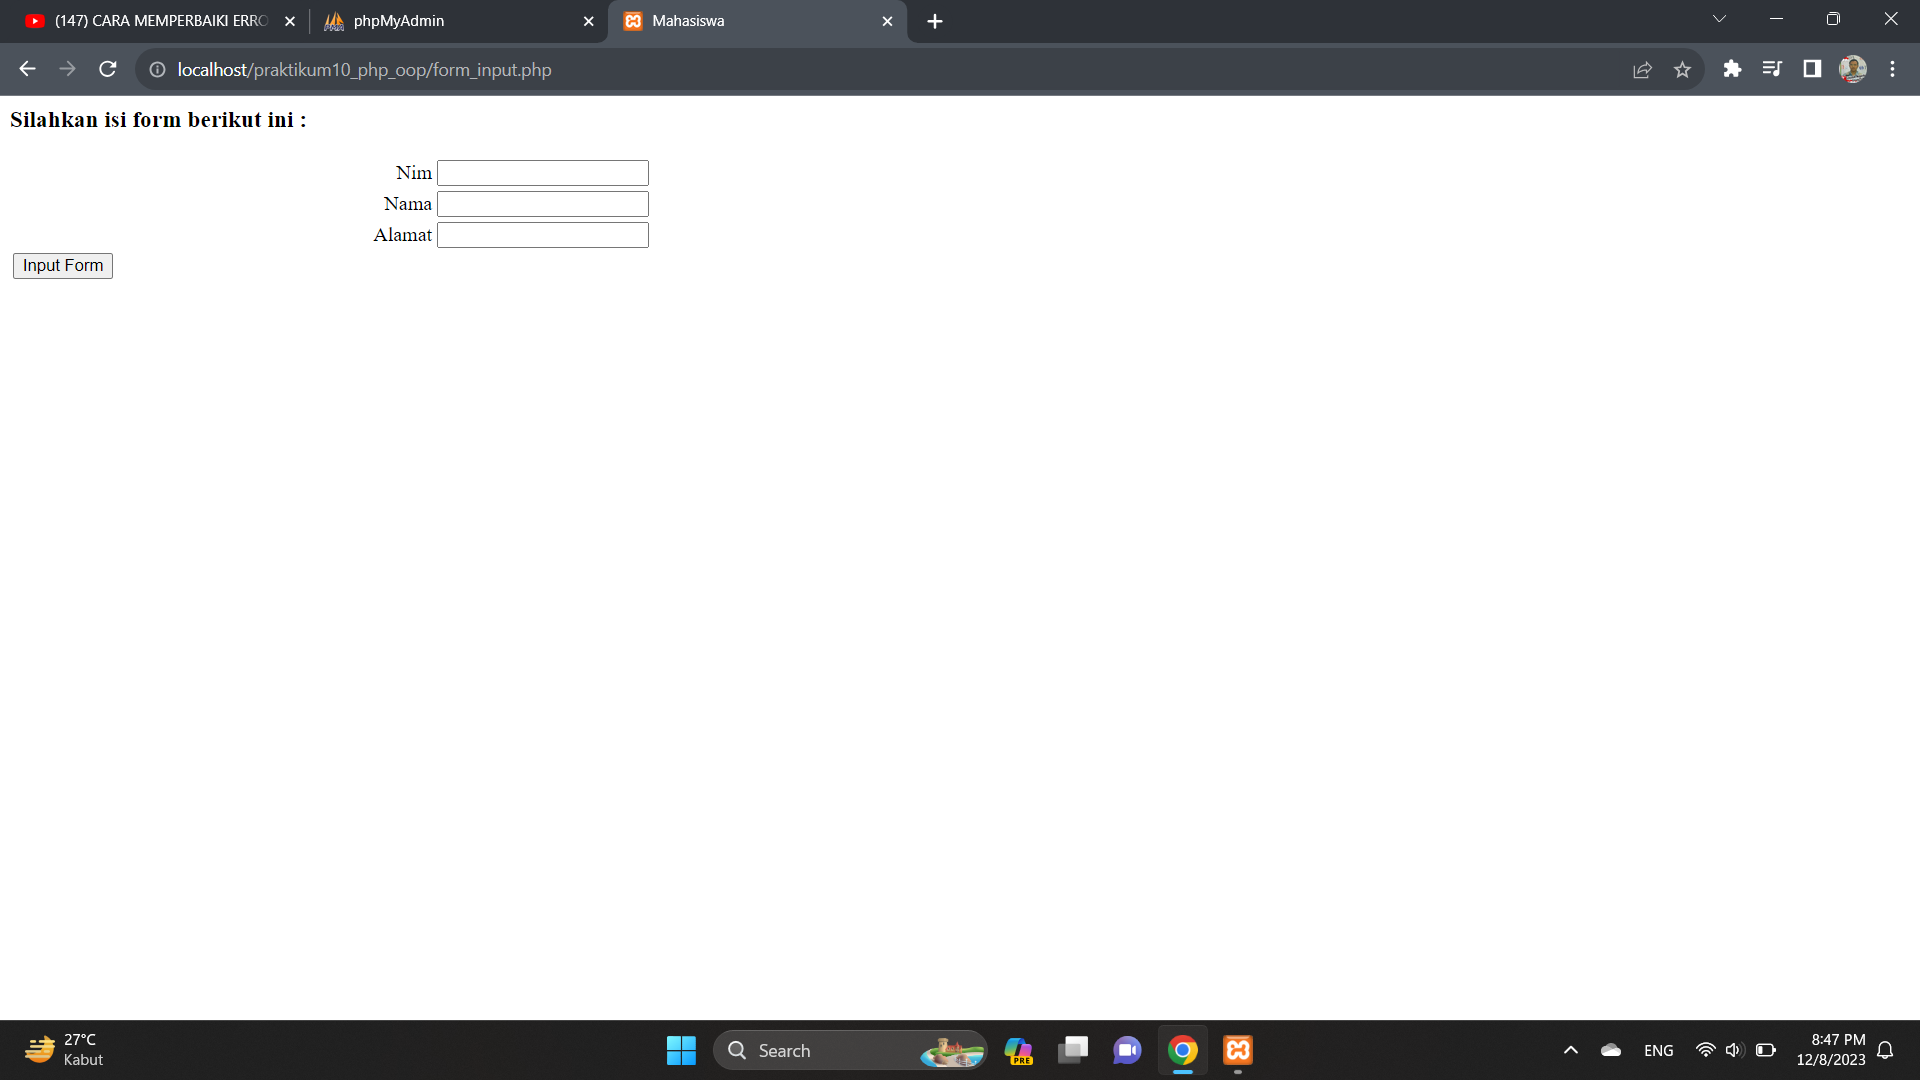 (147) CARA MEMPERBAIKI ERRO
phpMyAdmin
Mahasiswa
localhost/praktikum10_php_oop/form_input.php
Silahkan isi form berikut ini :
Nim
Nama
Alamat
Input Form
27°C
Kabut
Search
PRE
ENG
8:47 PM
12/8/2023